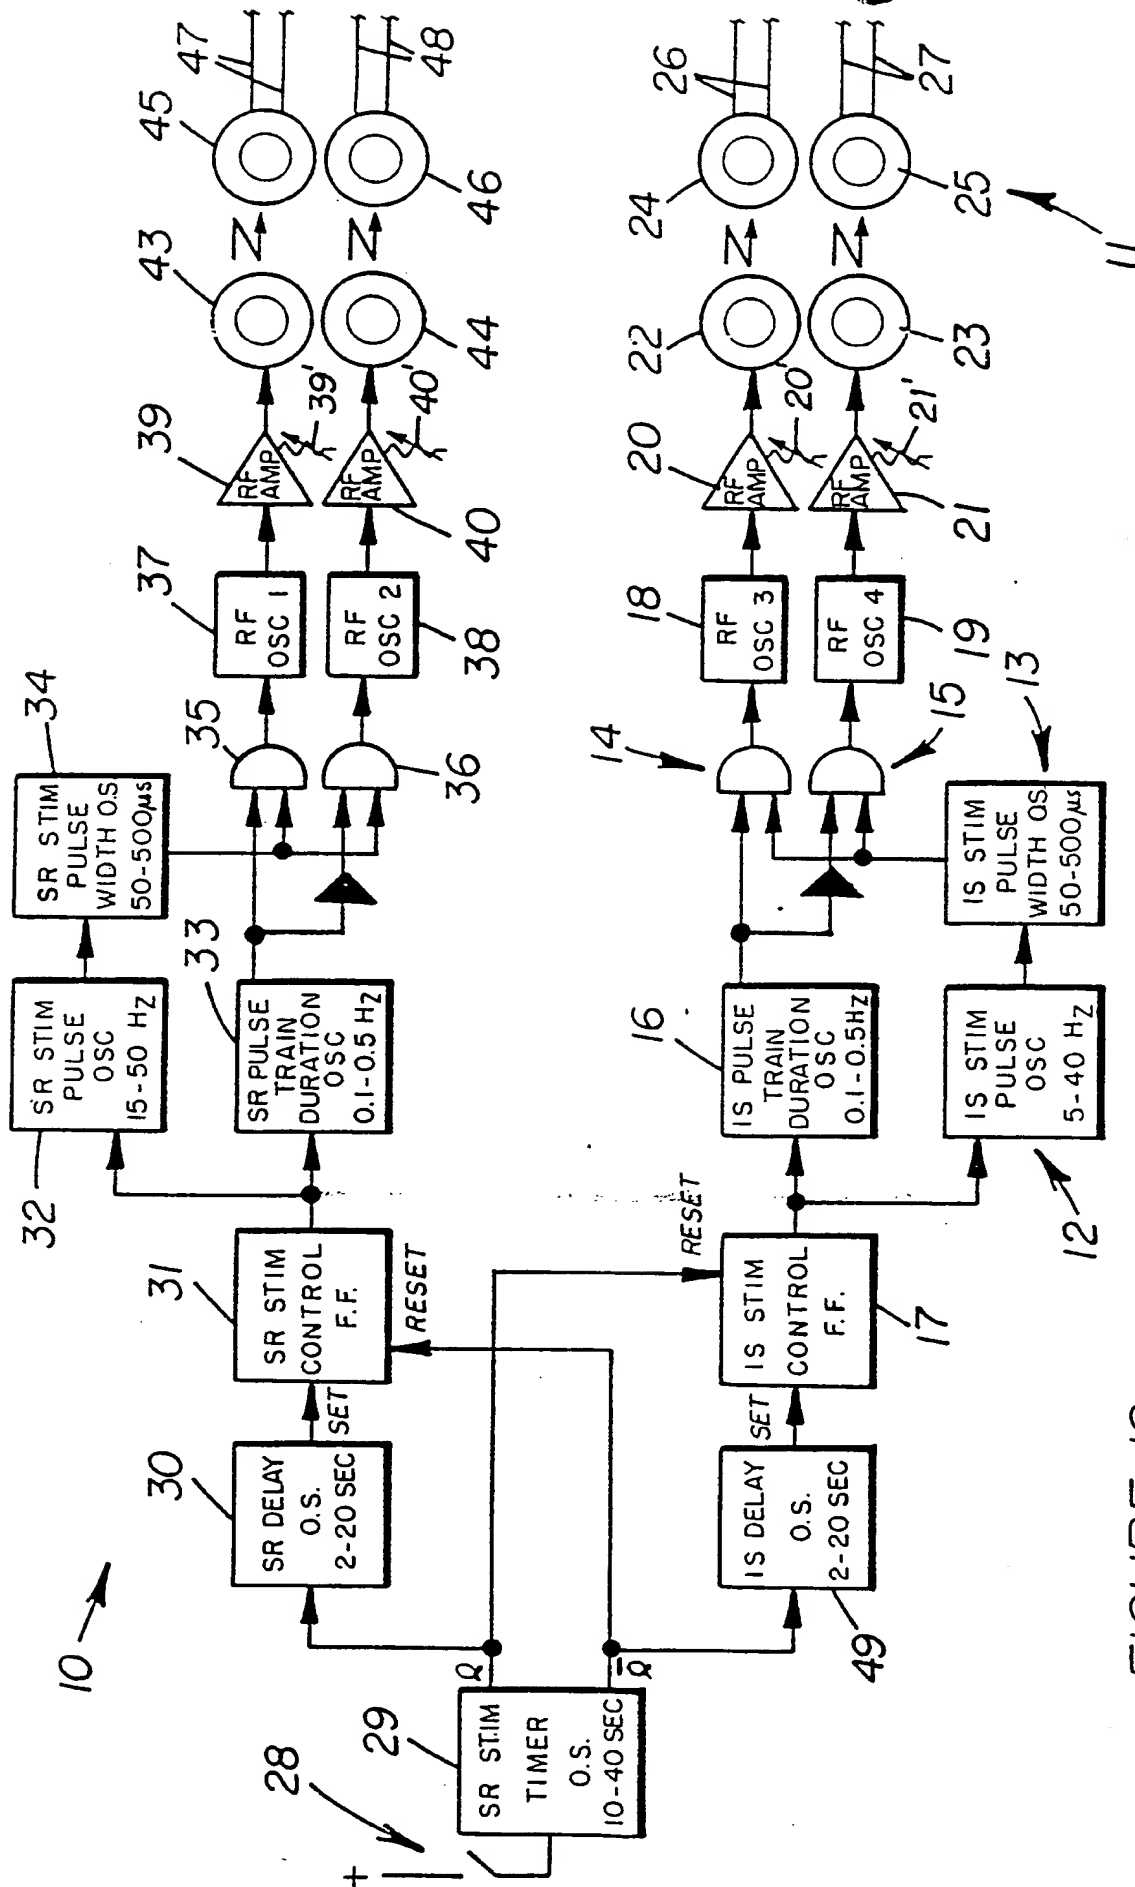 10
28
+
29
SR STIM
TIMER
O.S.
10-40 SEC
Q
Q̅
30
SR DELAY
O.S.
2-20 SEC
SET
31
SR STIM
CONTROL
F.F.
RESET
32
SR STIM
PULSE
OSC
15-50 HZ
34
SR STIM
PULSE
WIDTH O.S.
50-500µs
33
SR PULSE
TRAIN
DURATION
OSC
0.1-0.5 HZ
35
36
37
RF
OSC 1
RF
OSC 2
38
39
RF
AMP
39'
RF
AMP
40'
40
43
44
45
46
47
48
49
IS DELAY
O.S.
2-20 SEC
SET
RESET
IS STIM
CONTROL
F.F.
17
16
IS PULSE
TRAIN
DURATION
OSC
0.1-0.5HZ
IS STIM
PULSE
OSC
5-40 HZ
12
IS STIM
PULSE
WIDTH O.S.
50-500µs
13
14
15
18
RF
OSC 3
RF
OSC 4
19
20
RF
AMP
20'
RF
AMP
21'
21
22
23
24
25
26
27
11